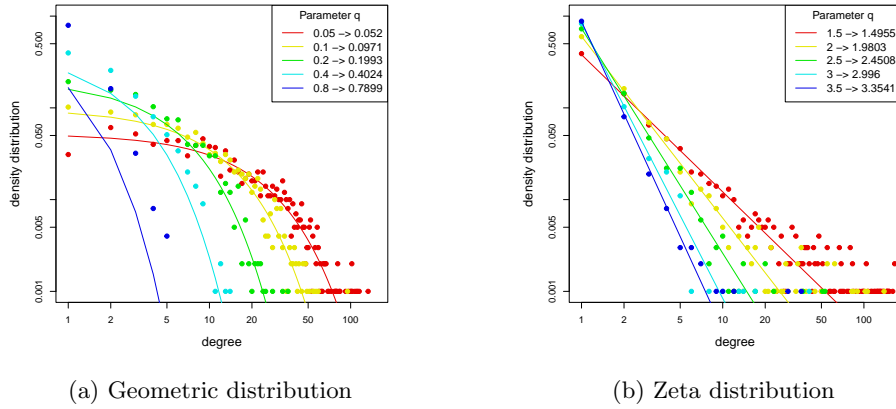 Parameter q
0.05 −> 0.052
0.1 −> 0.0971
0.2 −> 0.1993
0.4 −> 0.4024
0.8 −> 0.7899
density distribution
0.500
0.050
0.005
0.001
1
2
5
10
20
50
100
degree
(a) Geometric distribution
Parameter q
1.5 −> 1.4955
2 −> 1.9803
2.5 −> 2.4508
3 −> 2.996
3.5 −> 3.3541
density distribution
0.500
0.050
0.005
0.001
1
2
5
10
20
50
100
degree
(b) Zeta distribution